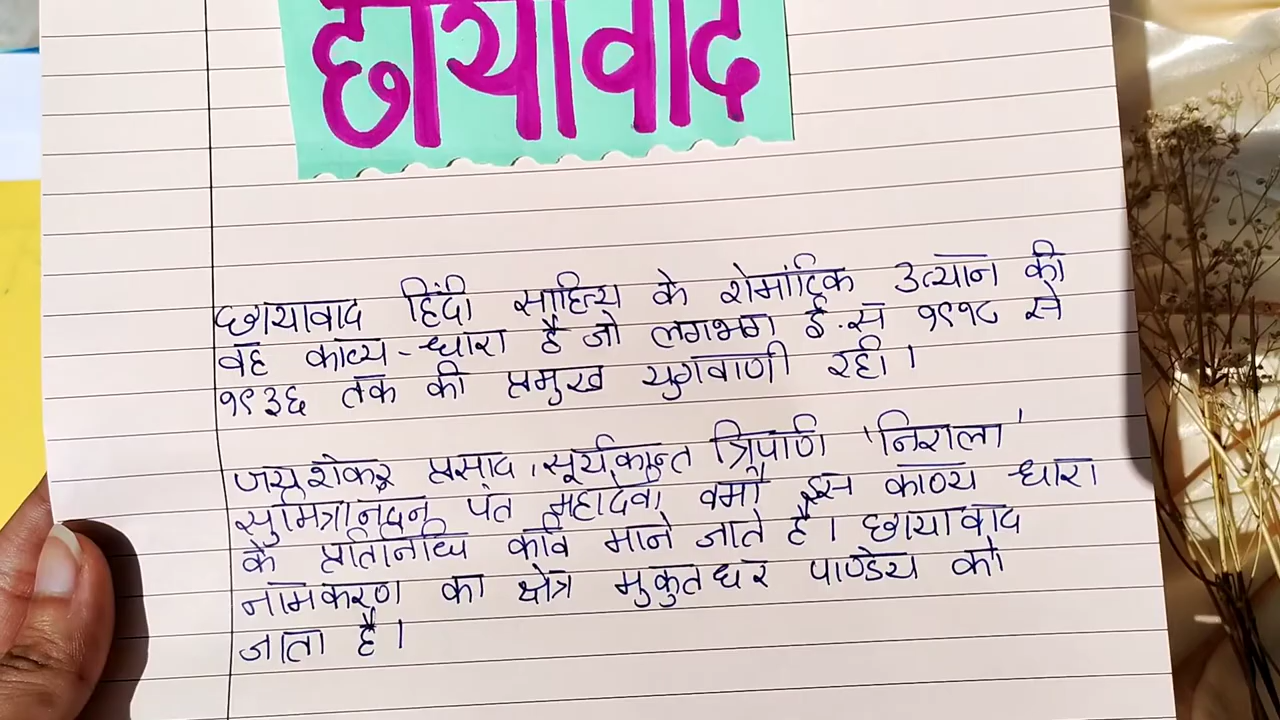 छायावाद
छायावाद हिंदी साहित्य के रोमांटिक उत्थान की
वह काव्य-धारा है जो लगभग ई.स १९१८ से
१९३६ तक की प्रमुख युगवाणी रही।
जयशंकर प्रसाद, सूर्यकान्त त्रिपाठी 'निराला'
सुमित्रानंदन पंत महादेवी वर्मा इस काव्य धारा
के प्रतिनिधि कवि माने जाते है। छायावाद
नामकरण का क्षेत्र मुकुतधर पाण्डेय को
जाता है।